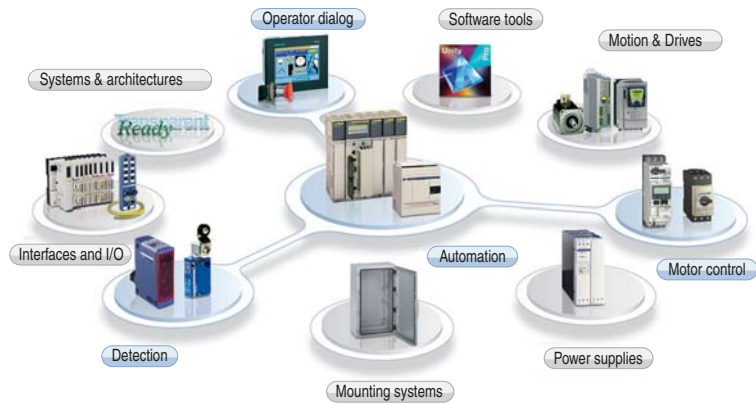 Operator dialog
Software tools
Motion & Drives
Systems & architectures
Unity
Pro
Transparent
Ready
Interfaces and I/O
Automation
Motor control
Detection
Power supplies
Mounting systems